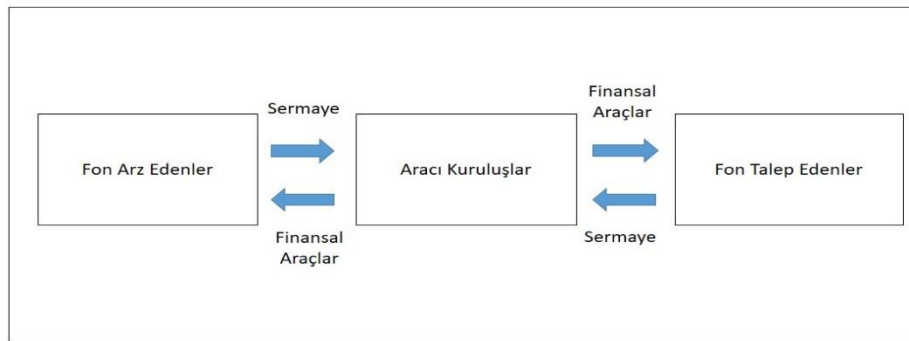 Sermaye
Finansal
Araçlar
Fon Arz Edenler
Aracı Kuruluşlar
Fon Talep Edenler
Finansal
Araçlar
Sermaye